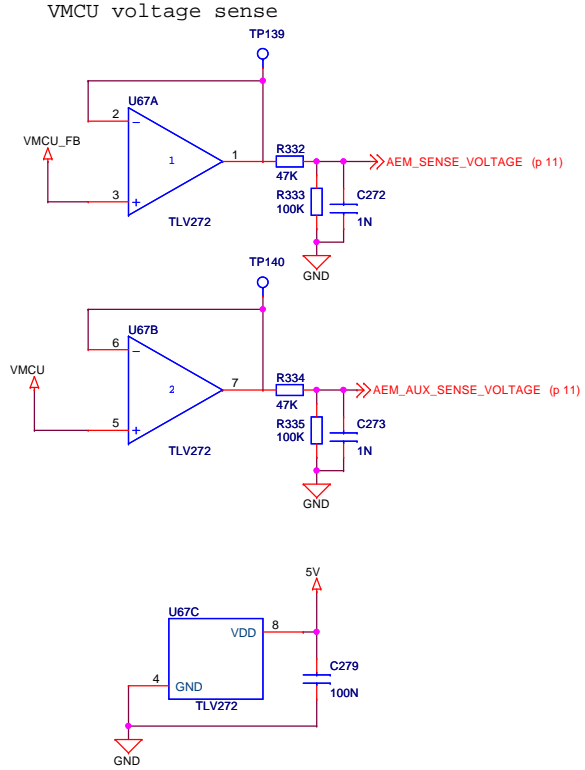 VMCU voltage sense
TP139
U67A
2
VMCU_FB
1
1
R332
AEM_SENSE_VOLTAGE (p 11)
47K
3
R333
C272
100K
TLV272
1N
GND
TP140
U67B
6
VMCU
2
7
R334
AEM_AUX_SENSE_VOLTAGE (p 11)
47K
5
R335
C273
100K
TLV272
1N
GND
5V
U67C
VDD
8
C279
4
GND
100N
TLV272
GND